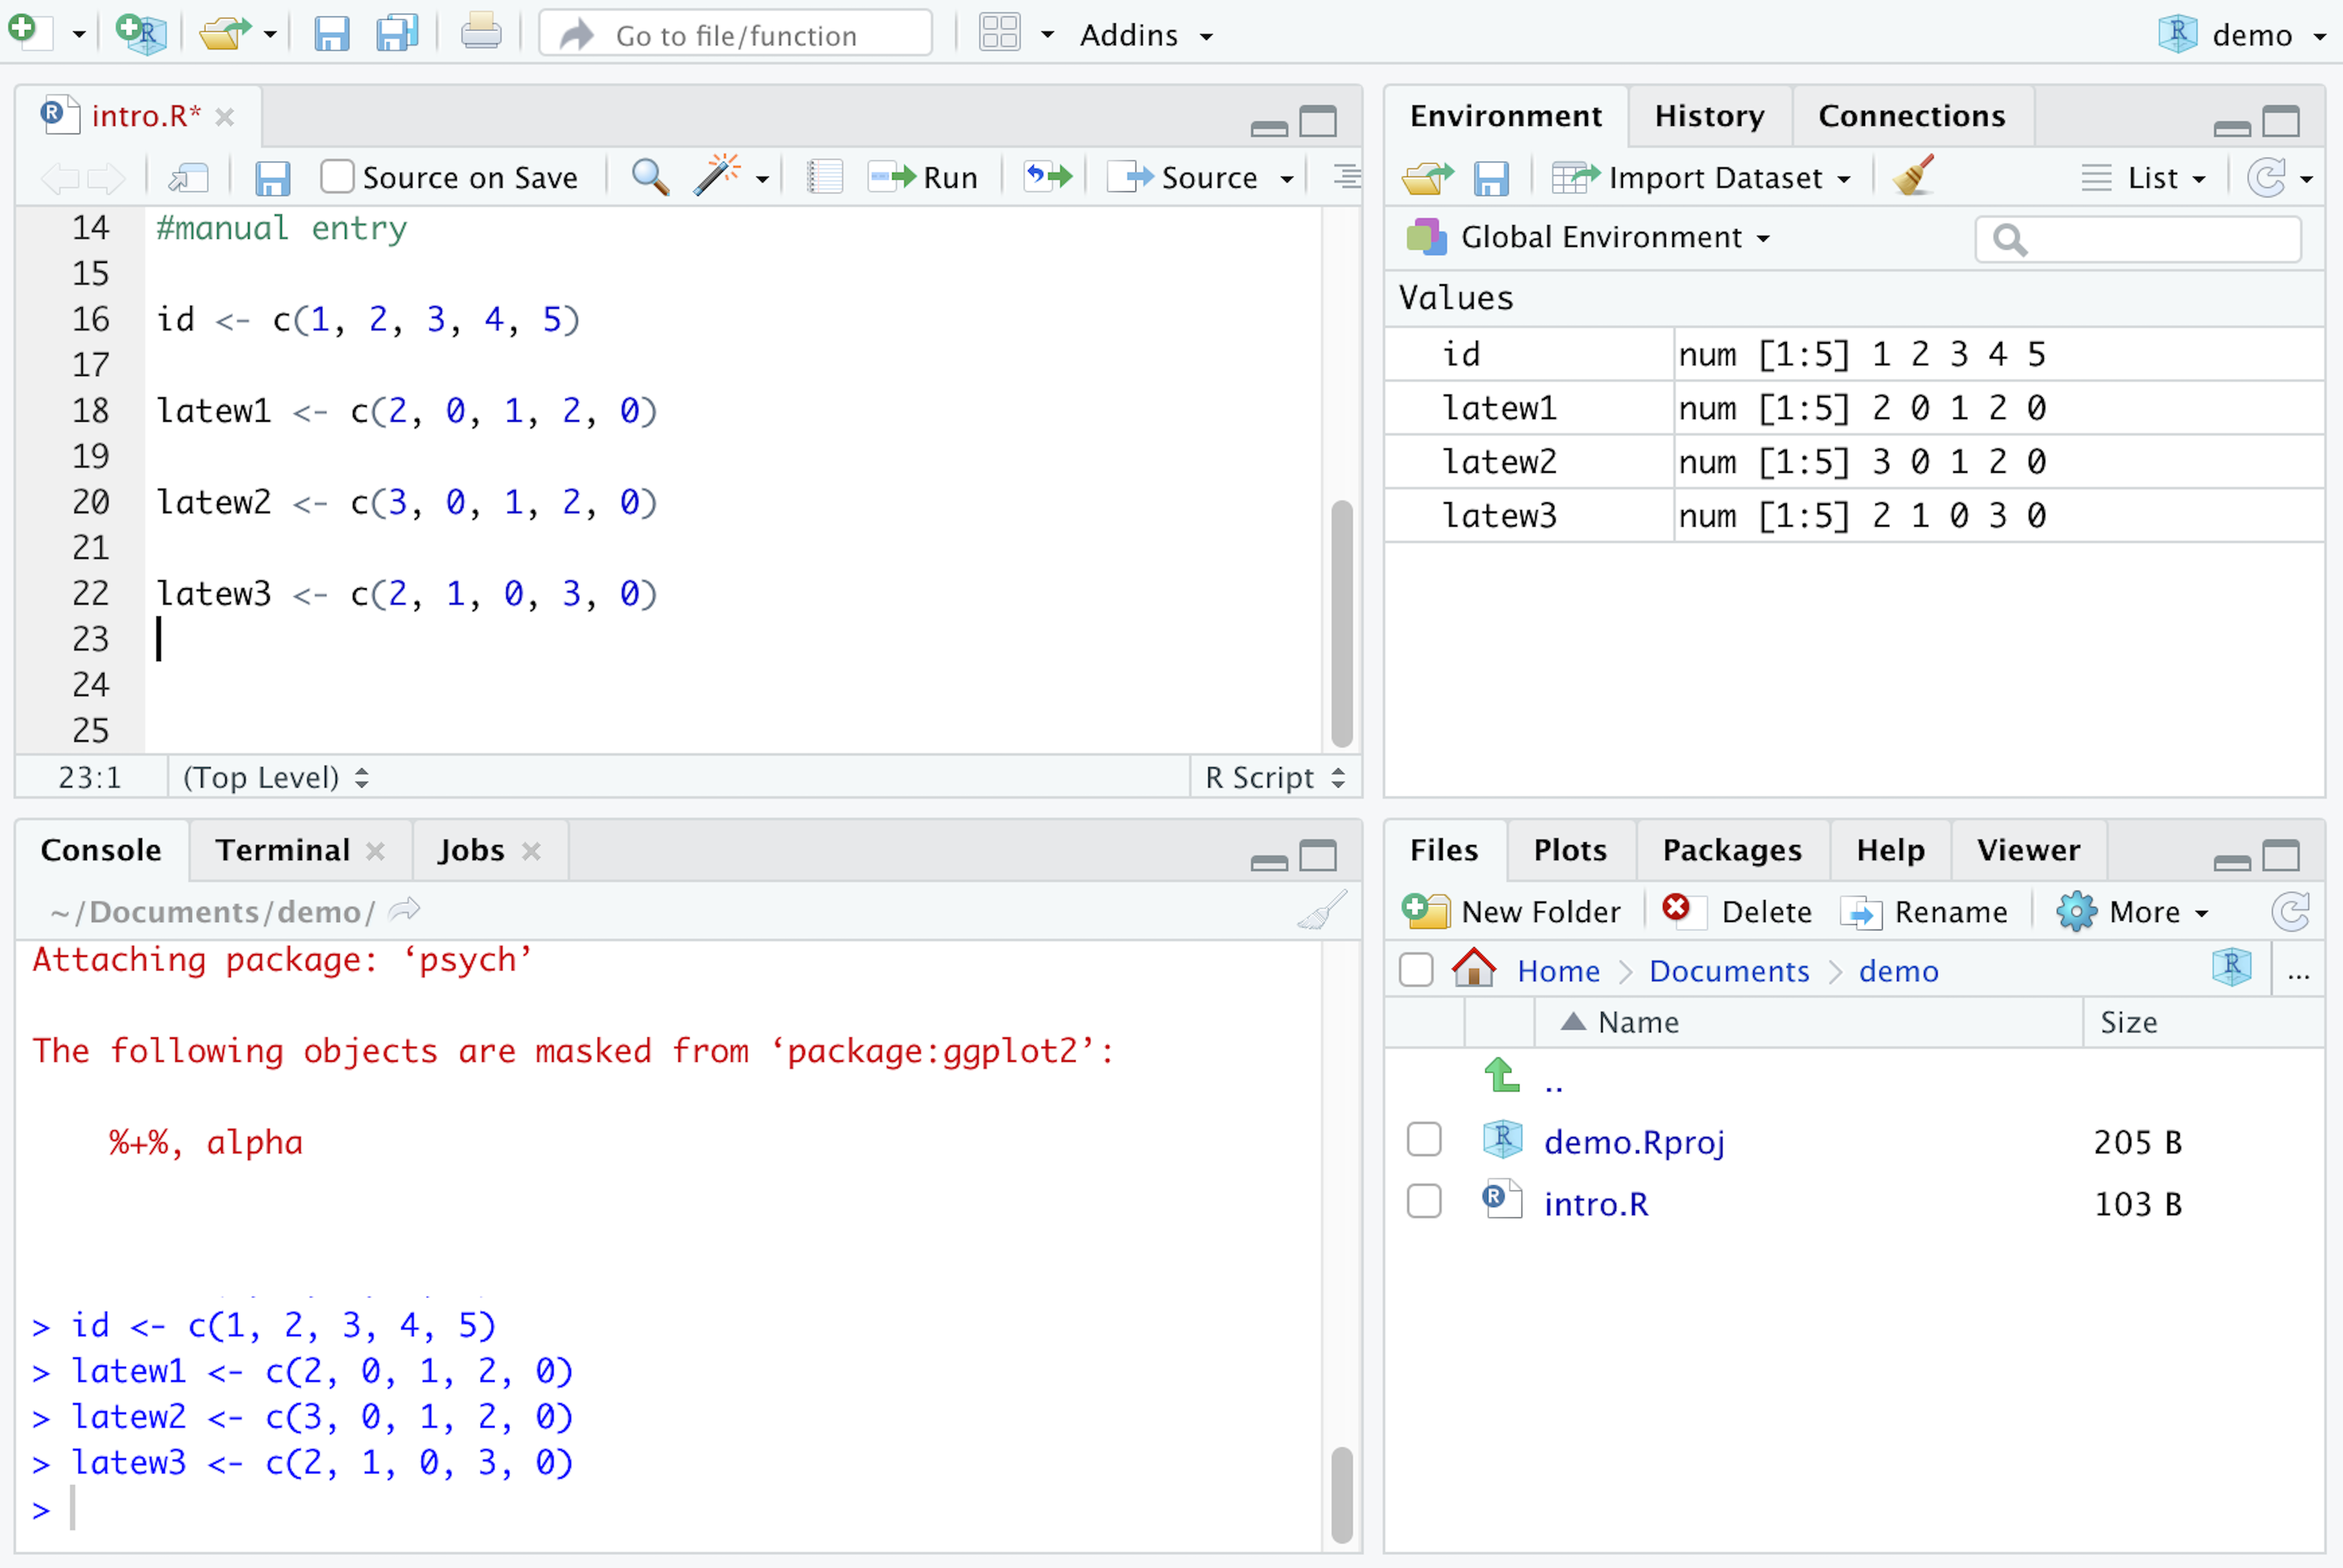 Go to file/function
Addins
demo
intro.R*
Source on Save
Run
Source
14 #manual entry
15
16 id <- c(1, 2, 3, 4, 5)
17
18 latew1 <- c(2, 0, 1, 2, 0)
19
20 latew2 <- c(3, 0, 1, 2, 0)
21
22 latew3 <- c(2, 1, 0, 3, 0)
23
24
25
23:1 (Top Level) R Script
Environment History Connections
Import Dataset List
Global Environment
Values
id num [1:5] 1 2 3 4 5
latew1 num [1:5] 2 0 1 2 0
latew2 num [1:5] 3 0 1 2 0
latew3 num [1:5] 2 1 0 3 0
Console Terminal Jobs
~/Documents/demo/
Attaching package: ‘psych’
The following objects are masked from ‘package:ggplot2’:
%+%, alpha
> id <- c(1, 2, 3, 4, 5)
> latew1 <- c(2, 0, 1, 2, 0)
> latew2 <- c(3, 0, 1, 2, 0)
> latew3 <- c(2, 1, 0, 3, 0)
>
Files Plots Packages Help Viewer
New Folder Delete Rename More
Home Documents demo ...
Name Size
..
demo.Rproj 205 B
intro.R 103 B